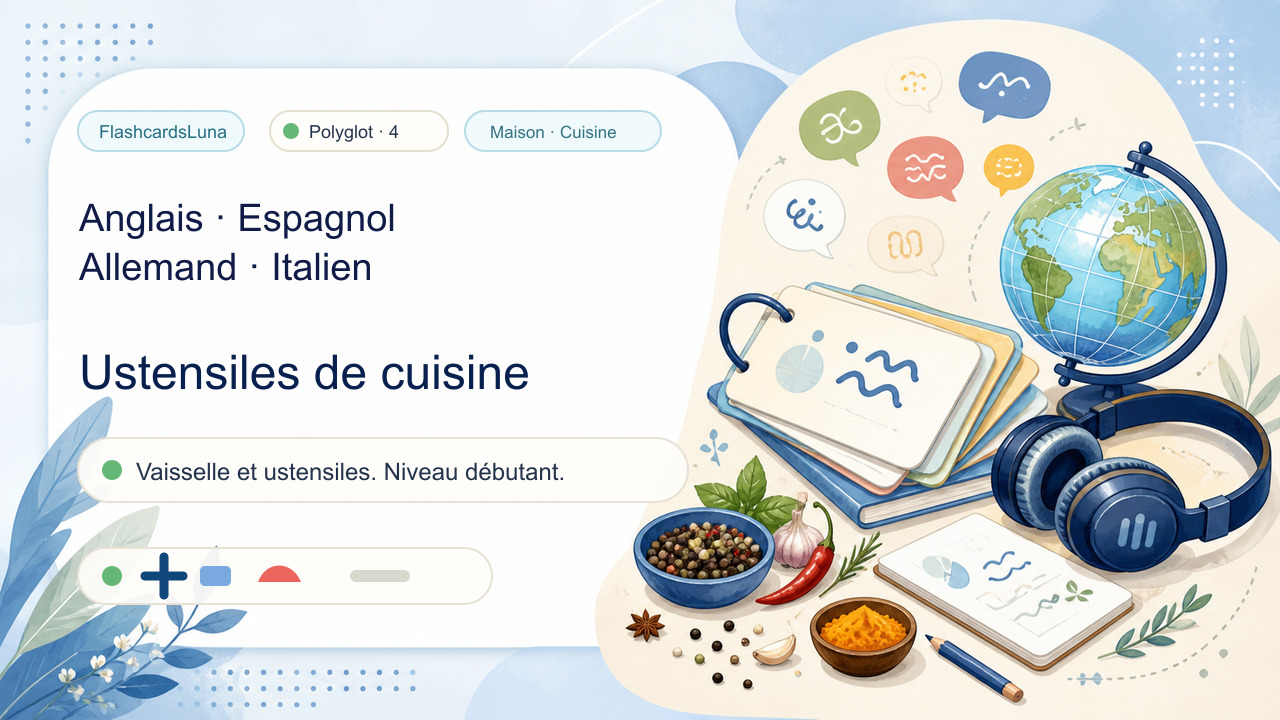 FlashcardsLuna
Polyglot · 4
Maison · Cuisine
Anglais · Espagnol
Allemand · Italien
Ustensiles de cuisine
Vaisselle et ustensiles. Niveau débutant.